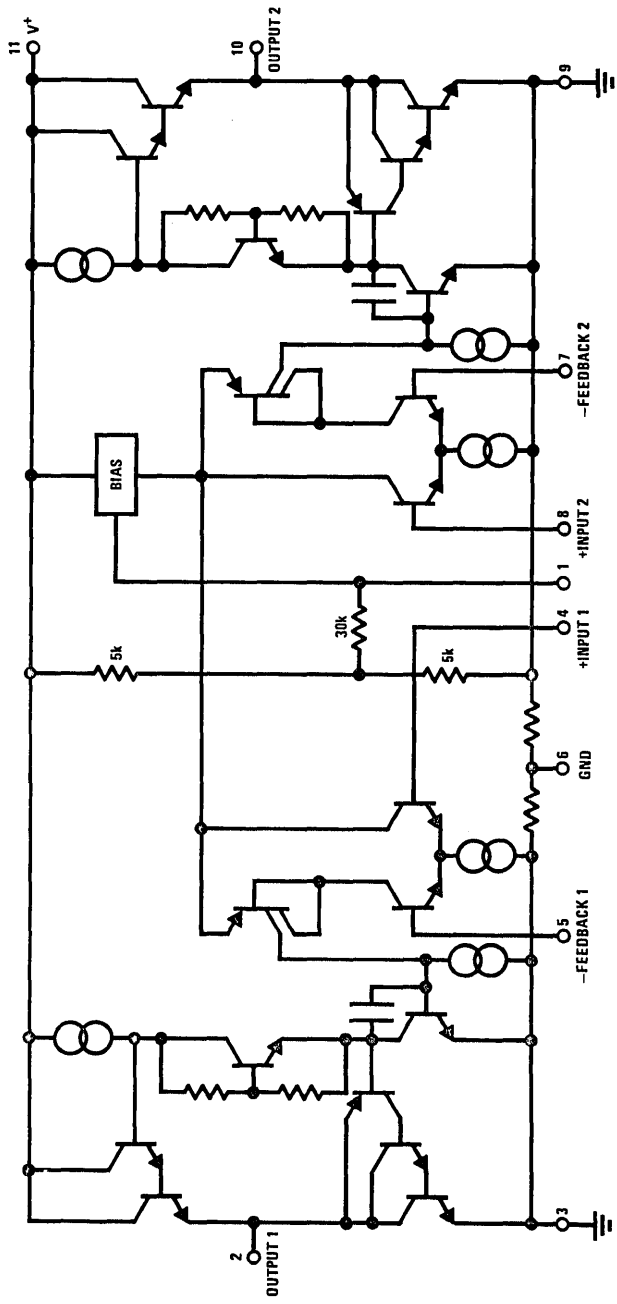 11 V+
10
OUTPUT 2
9
BIAS
7
–FEEDBACK 2
8
+INPUT 2
1
30k
4
+INPUT 1
5k
5k
6
GND
5
–FEEDBACK 1
2
OUTPUT 1
3